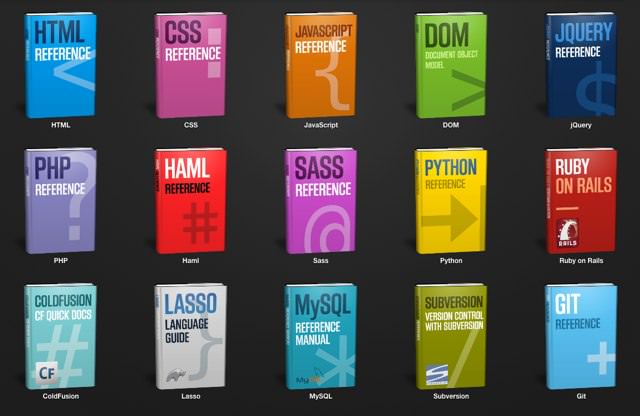 HTML
REFERENCE
<
HTML
CSS
REFERENCE
:
CSS
JAVASCRIPT
REFERENCE
{
JavaScript
DOM
DOCUMENT OBJECT
MODEL
>
DOM
JQUERY
REFERENCE
$
jQuery
PHP
REFERENCE
?
PHP
HAML
REFERENCE
#
Haml
SASS
REFERENCE
@
Sass
PYTHON
REFERENCE
Python
RUBY
ON RAILS
RAILS
Ruby on Rails
COLDFUSION
CF QUICK DOCS
#
CF
ColdFusion
LASSO
LANGUAGE
GUIDE
}
Lasso
MySQL
REFERENCE
MANUAL
*
MySQL
MySQL
SUBVERSION
VERSION CONTROL
WITH SUBVERSION
/
Subversion
GIT
REFERENCE
+
Git